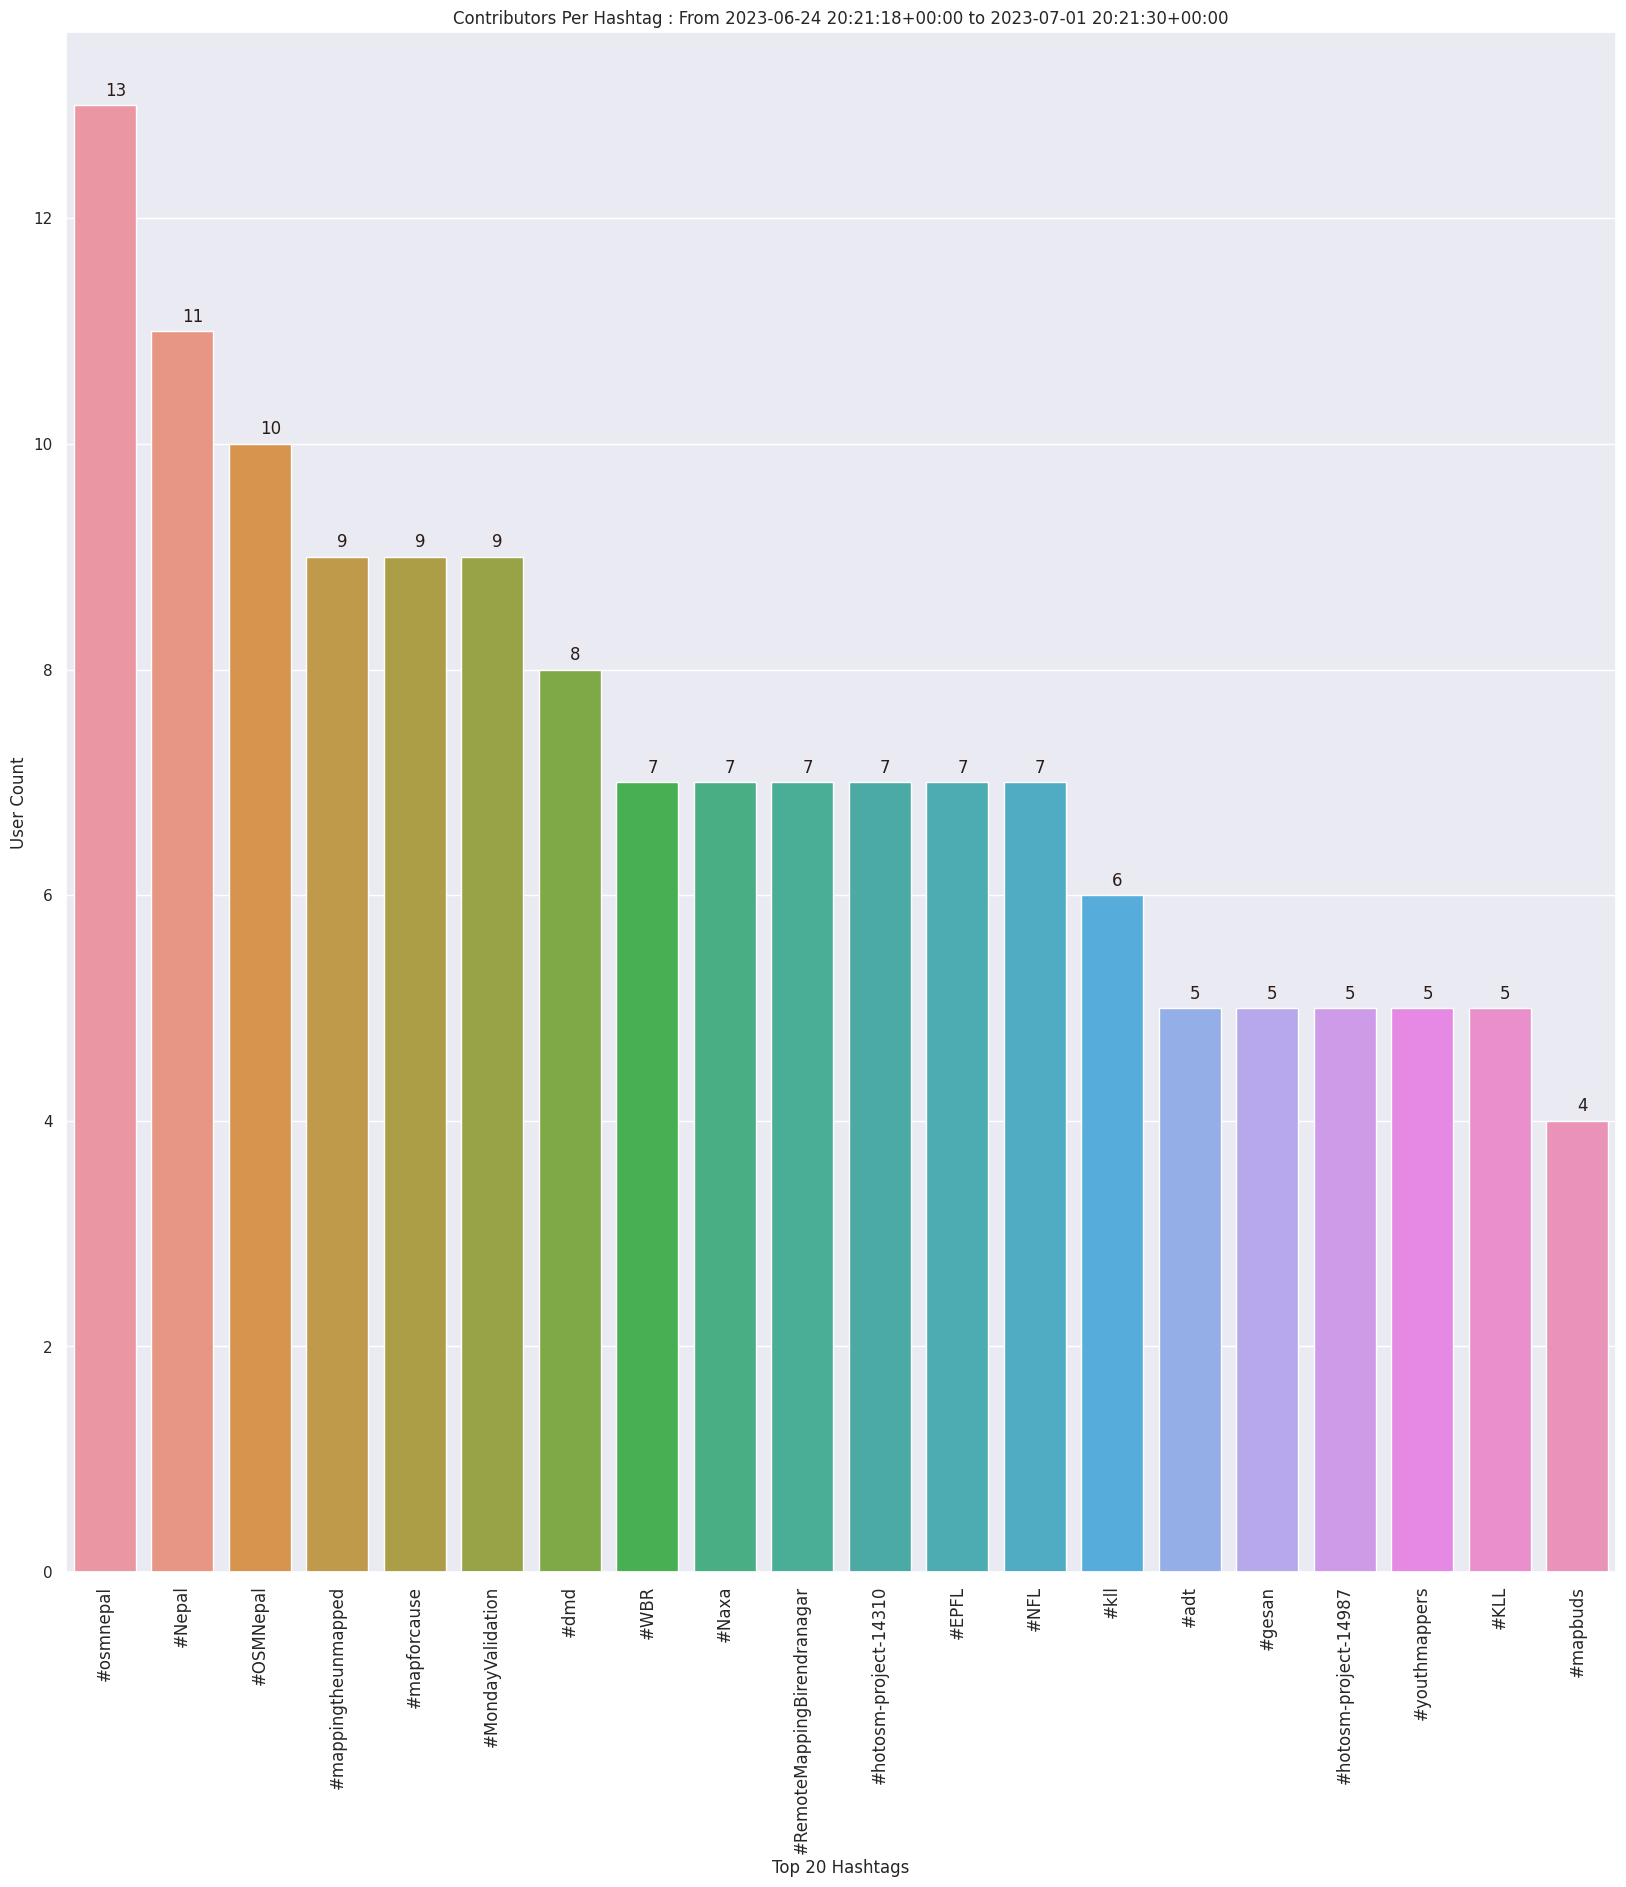 Contributors Per Hashtag : From 2023-06-24 20:21:18+00:00 to 2023-07-01 20:21:30+00:00
User Count
12
10
8
6
4
2
0
13
11
10
9
9
9
8
7
7
7
7
7
7
6
5
5
5
5
5
4
#osmnepal
#Nepal
#OSMNepal
#mappingtheunmapped
#mapforcause
#MondayValidation
#dmd
#WBR
#Naxa
#RemoteMappingBirendranagar
#hotosm-project-14310
#EPFL
#NFL
#kll
#adt
#gesan
#hotosm-project-14987
#youthmappers
#KLL
#mapbuds
Top 20 Hashtags